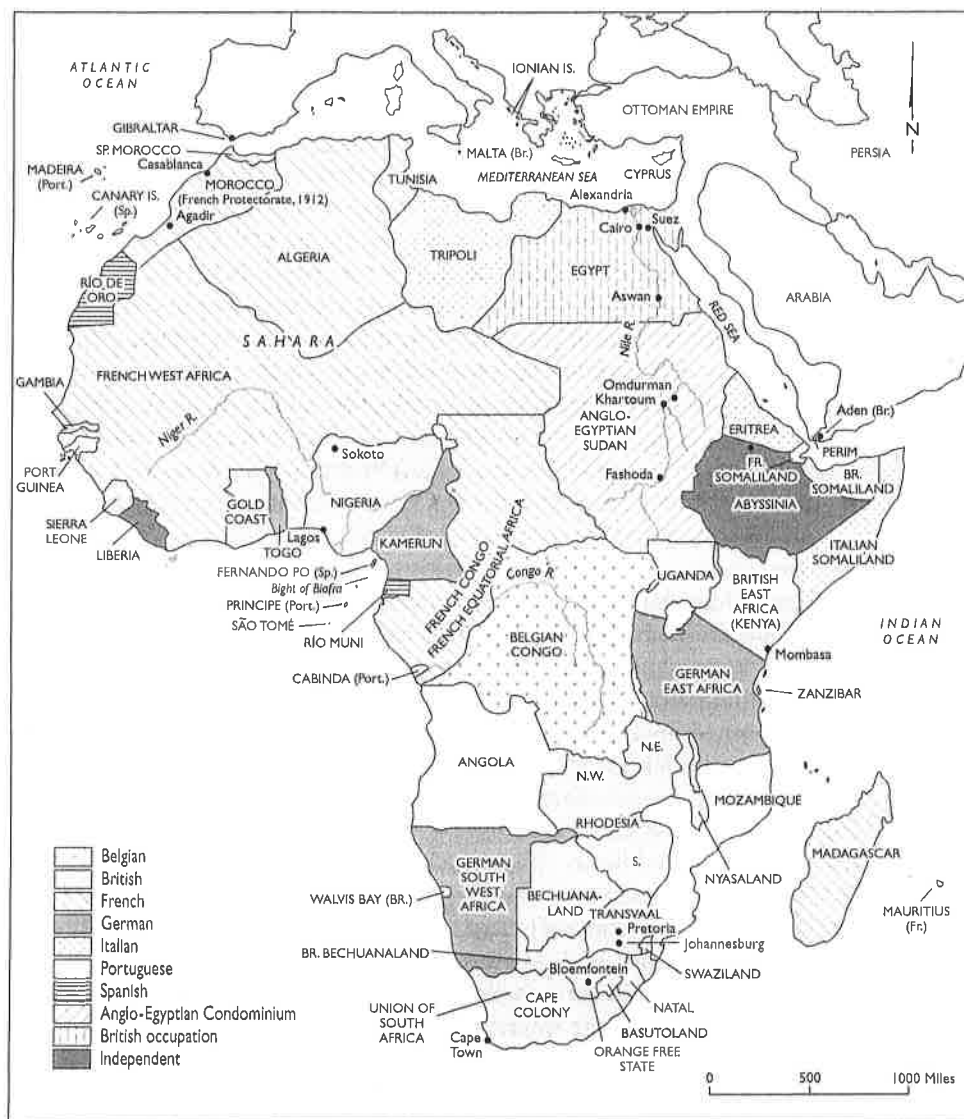 ATLANTIC
OCEAN
IONIAN IS.
OTTOMAN EMPIRE
N
GIBRALTAR
SP. MOROCCO
Casablanca
MADEIRA
(Port.)
MOROCCO
(French Protectorate, 1912)
CANARY IS.
(Sp.)
Agadir
TUNISIA
MALTA (Br.)
MEDITERRANEAN SEA
CYPRUS
PERSIA
Alexandria
Suez
Cairo
ALGERIA
TRIPOLI
EGYPT
RÍO DE
ORO
Aswan
ARABIA
RED SEA
Nile R.
SAHARA
FRENCH WEST AFRICA
GAMBIA
Niger R.
Omdurman
Khartoum
ANGLO-
EGYPTIAN
SUDAN
Aden (Br.)
ERITREA
PERIM
PORT
GUINEA
Sokoto
Fashoda
FR.
SOMALILAND
BR.
SOMALILAND
ABYSSINIA
SIERRA
LEONE
GOLD
COAST
NIGERIA
LIBERIA
Lagos
TOGO
KAMERUN
ITALIAN
SOMALILAND
FERNANDO PO (Sp.)
Bight of Biafra
PRINCIPE (Port.)
SÃO TOMÉ
RÍO MUNI
FRENCH CONGO
FRENCH EQUATORIAL AFRICA
Congo R.
UGANDA
BRITISH
EAST
AFRICA
(KENYA)
INDIAN
OCEAN
BELGIAN
CONGO
Mombasa
CABINDA (Port.)
GERMAN
EAST AFRICA
ZANZIBAR
ANGOLA
N.E.
N.W.
MOZAMBIQUE
RHODESIA
MADAGASCAR
S.
NYASALAND
GERMAN
SOUTH
WEST
AFRICA
WALVIS BAY (BR.)
BECHUANA-
LAND
TRANSVAAL
Pretoria
Johannesburg
MAURITIUS
(Fr.)
BR. BECHUANALAND
SWAZILAND
Bloemfontein
UNION OF
SOUTH
AFRICA
CAPE
COLONY
NATAL
BASUTOLAND
Cape
Town
ORANGE FREE
STATE
Belgian
British
French
German
Italian
Portuguese
Spanish
Anglo-Egyptian Condominium
British occupation
Independent
0 500 1000 Miles